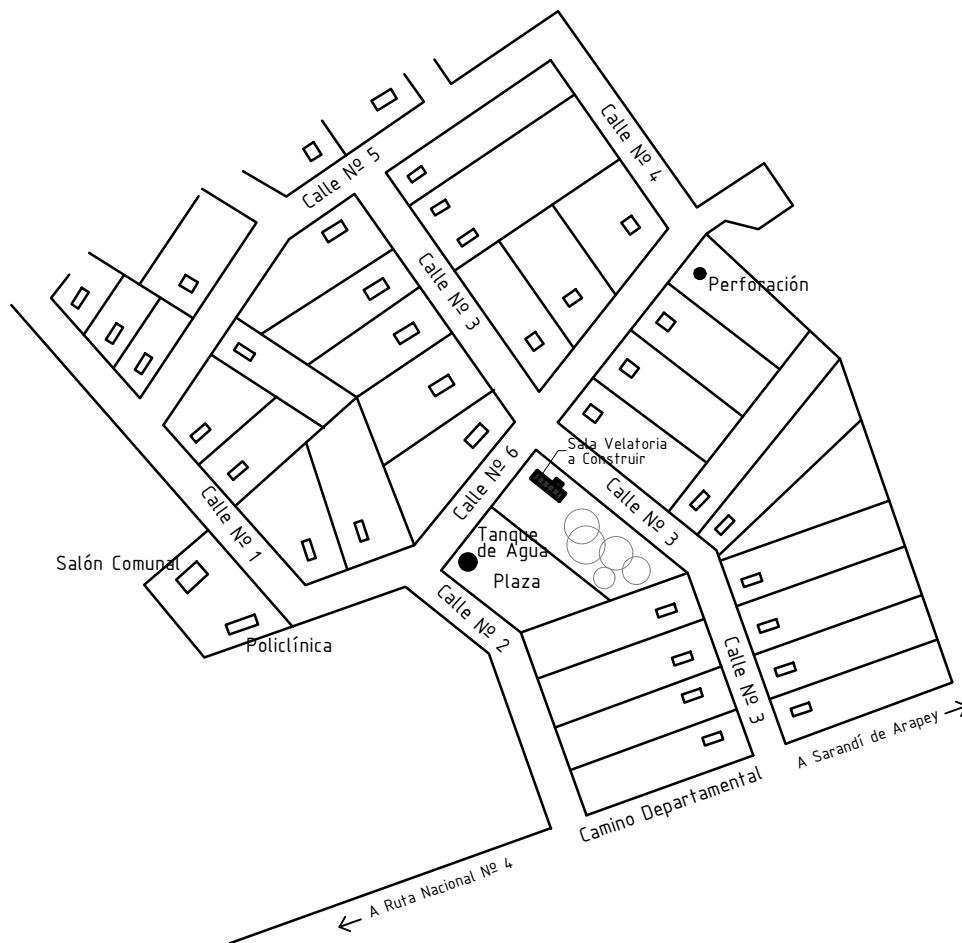 Calle Nº 4
Calle Nº 5
Calle Nº 3
Perforación
Sala Velatoria
a Construir
Calle Nº 6
Calle Nº 3
Calle Nº 1
Tanque
de Agua
Plaza
Salón Comunal
Calle Nº 2
Policlínica
Calle Nº 3
A Sarandí de Arapey
Camino Departamental
A Ruta Nacional Nº 4